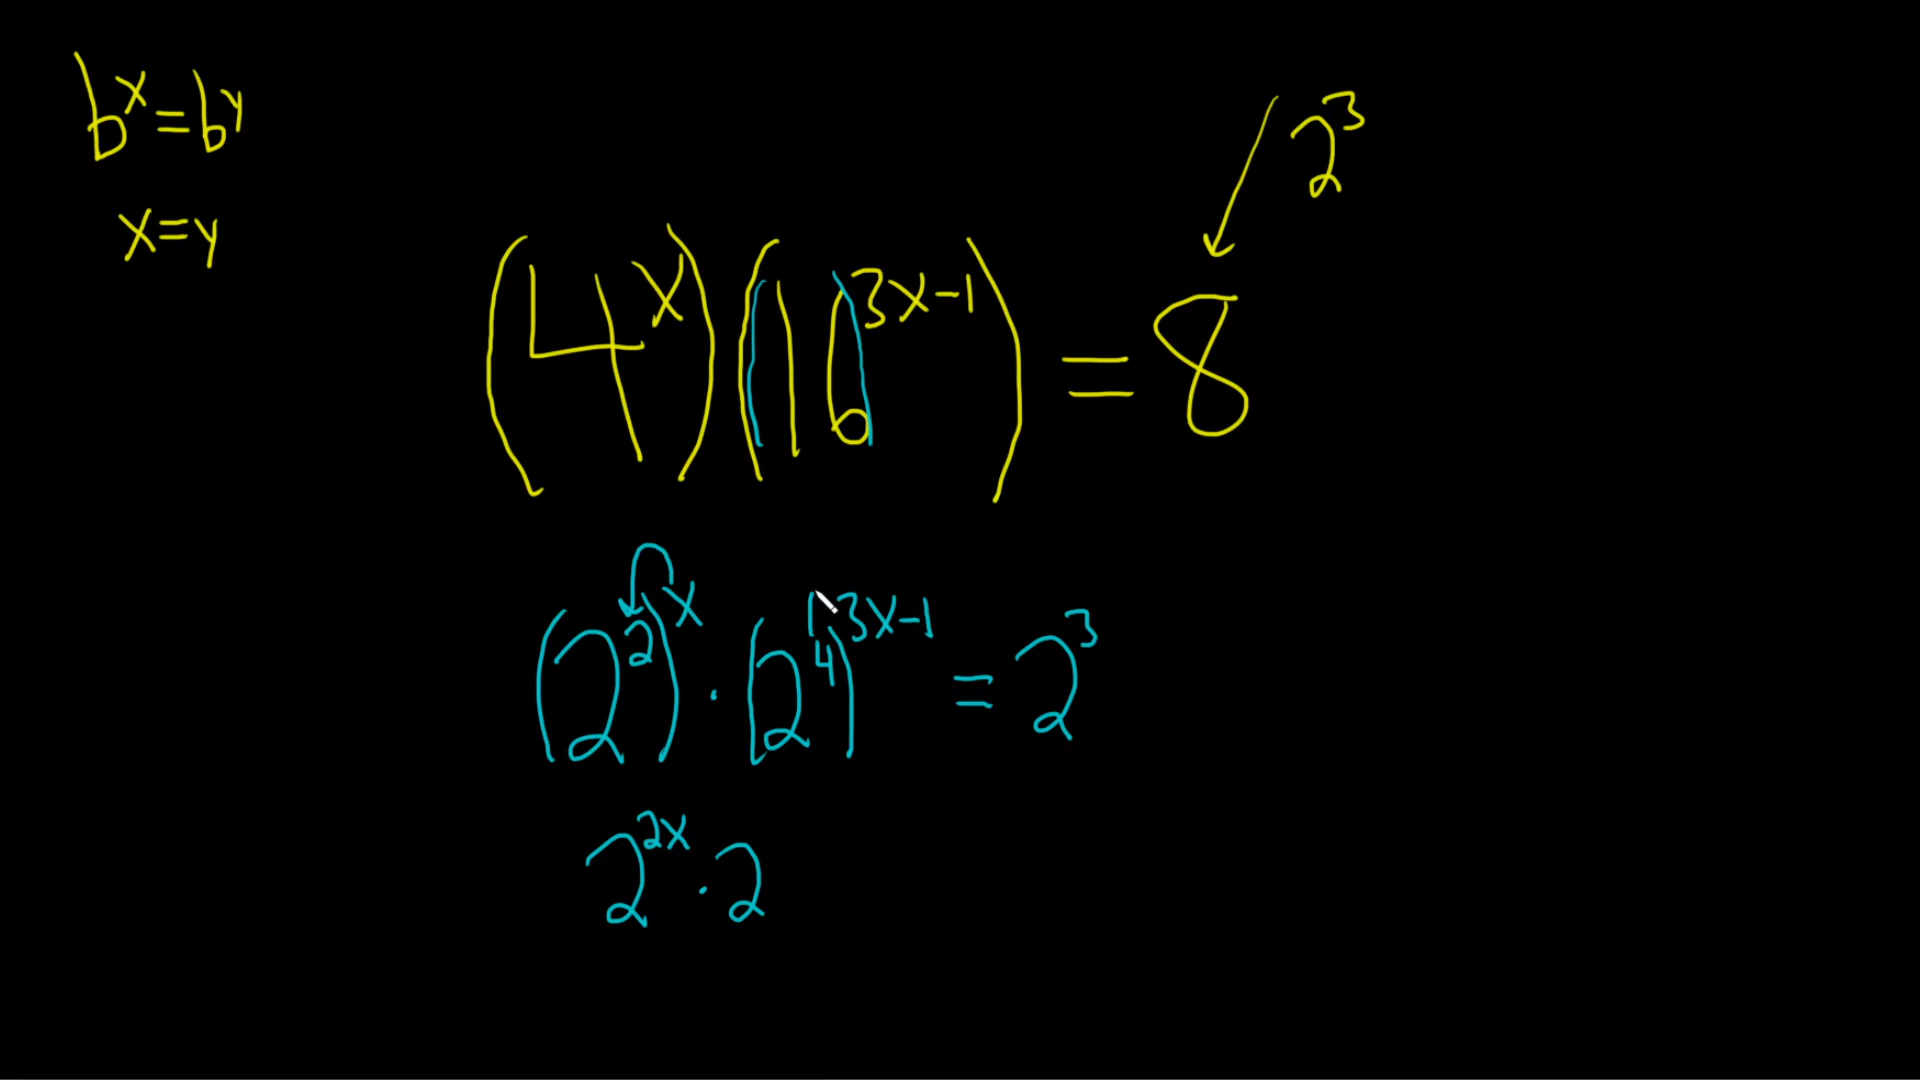 b^x = b^y
x = y
2^3
(4^x)(16^{3x-1}) = 8
(2^2)^x · (2^4)^{(3x-1} = 2^3
2^{2x} · 2